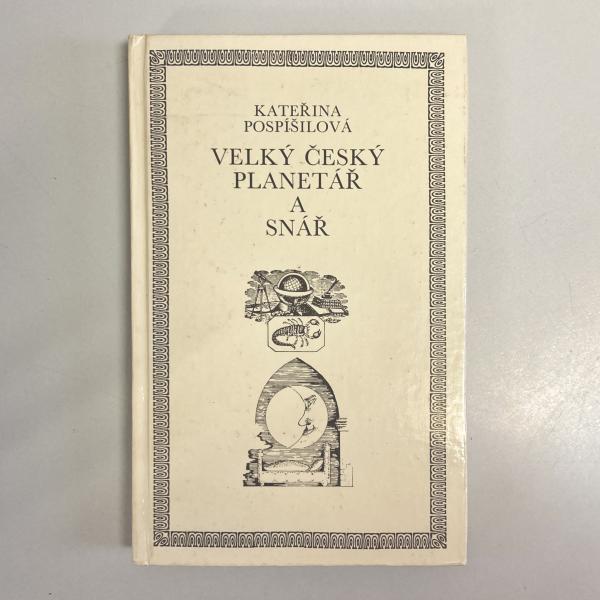 KATEŘINA
POSPÍŠILOVÁ
VELKÝ ČESKÝ
PLANETÁŘ
A
SNÁŘ